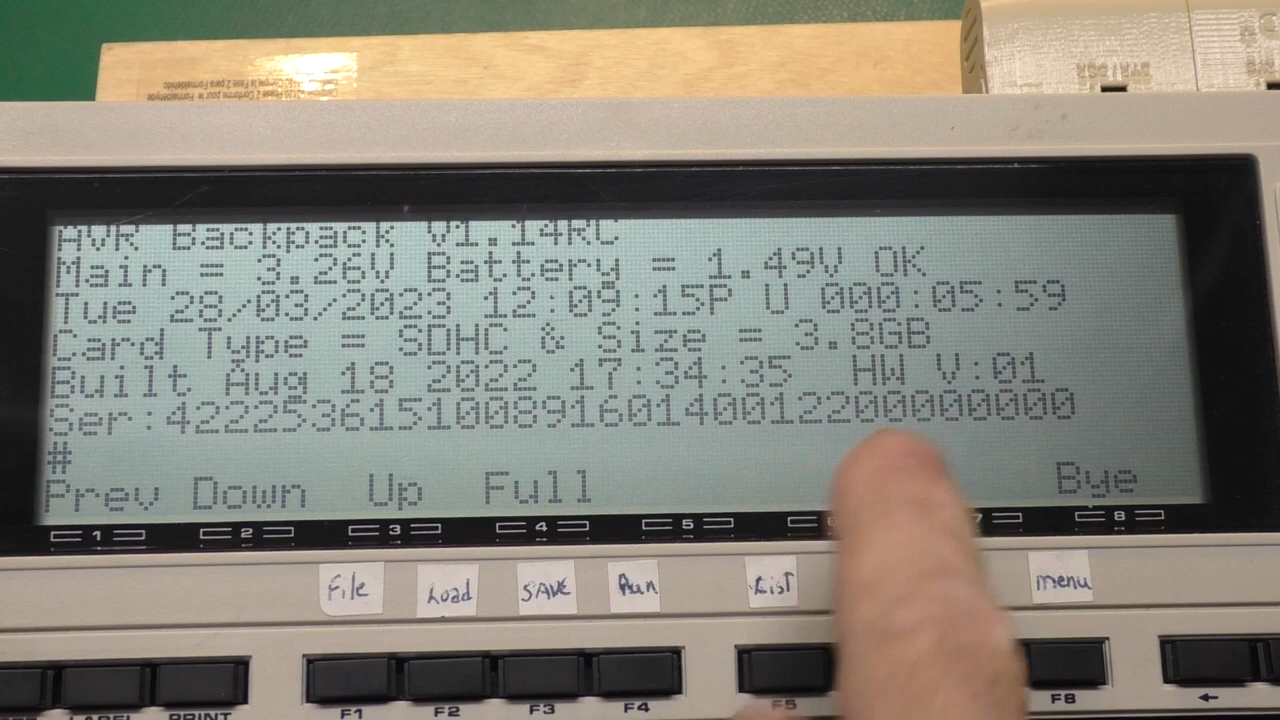 AVR Backpack V1.14RC
Main = 3.26V Battery = 1.49V OK
Tue 28/03/2023 12:09:15P U 000:05:59
Card Type = SDHC & Size = 3.8GB
Built Aug 18 2022 17:34:35 HW V:01
Ser:42225361510089160140012200000000
#
Prev Down Up Full Bye
1 2 3 4 5 7 8
File Load SAVE Run List menu
LABEL PRINT F1 F2 F3 F4 F5 F8 ←